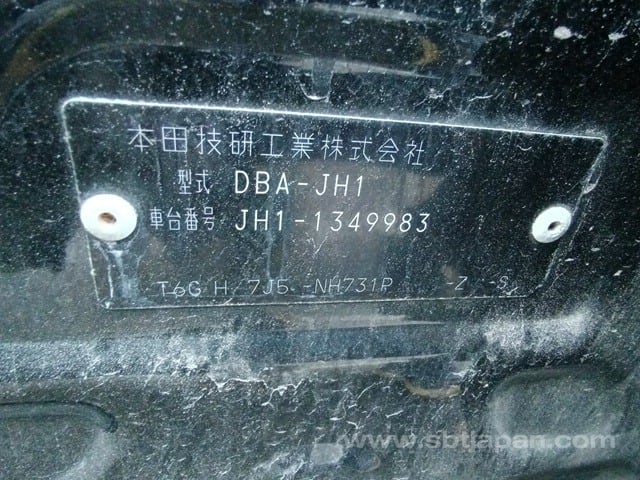 本田技研工業株式会社
型式 DBA-JH1
車台番号 JH1-1349983
T6G H 7J5 -NH731P -Z -S
www.sbtjapan.com